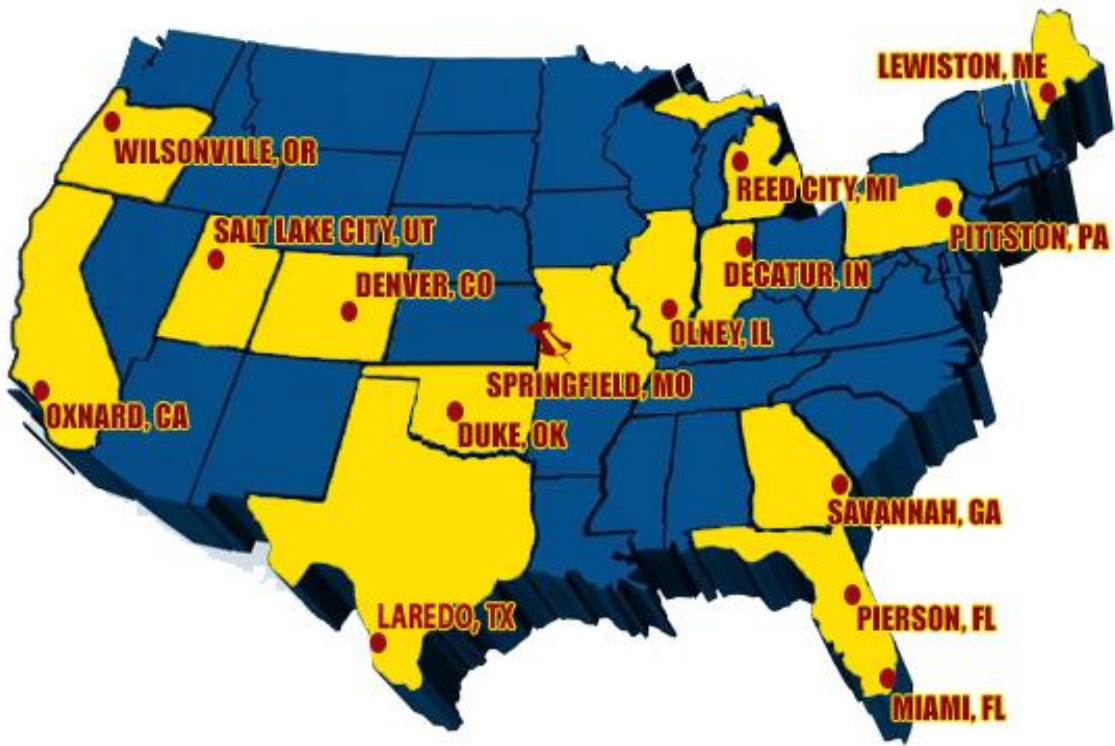 LEWISTON, ME
WILSONVILLE, OR
REED CITY, MI
SALT LAKE CITY, UT
PITTSTON, PA
DECATUR, IN
DENVER, CO
OLNEY, IL
SPRINGFIELD, MO
OXNARD, CA
DUKE, OK
SAVANNAH, GA
LAREDO, TX
PIERSON, FL
MIAMI, FL